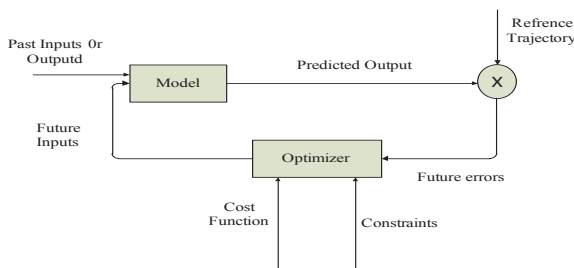 Refrence
Trajectory
Past Inputs 0r
Outputd
Predicted Output
Model
X
Future
Inputs
Optimizer
Future errors
Cost
Function
Constraints